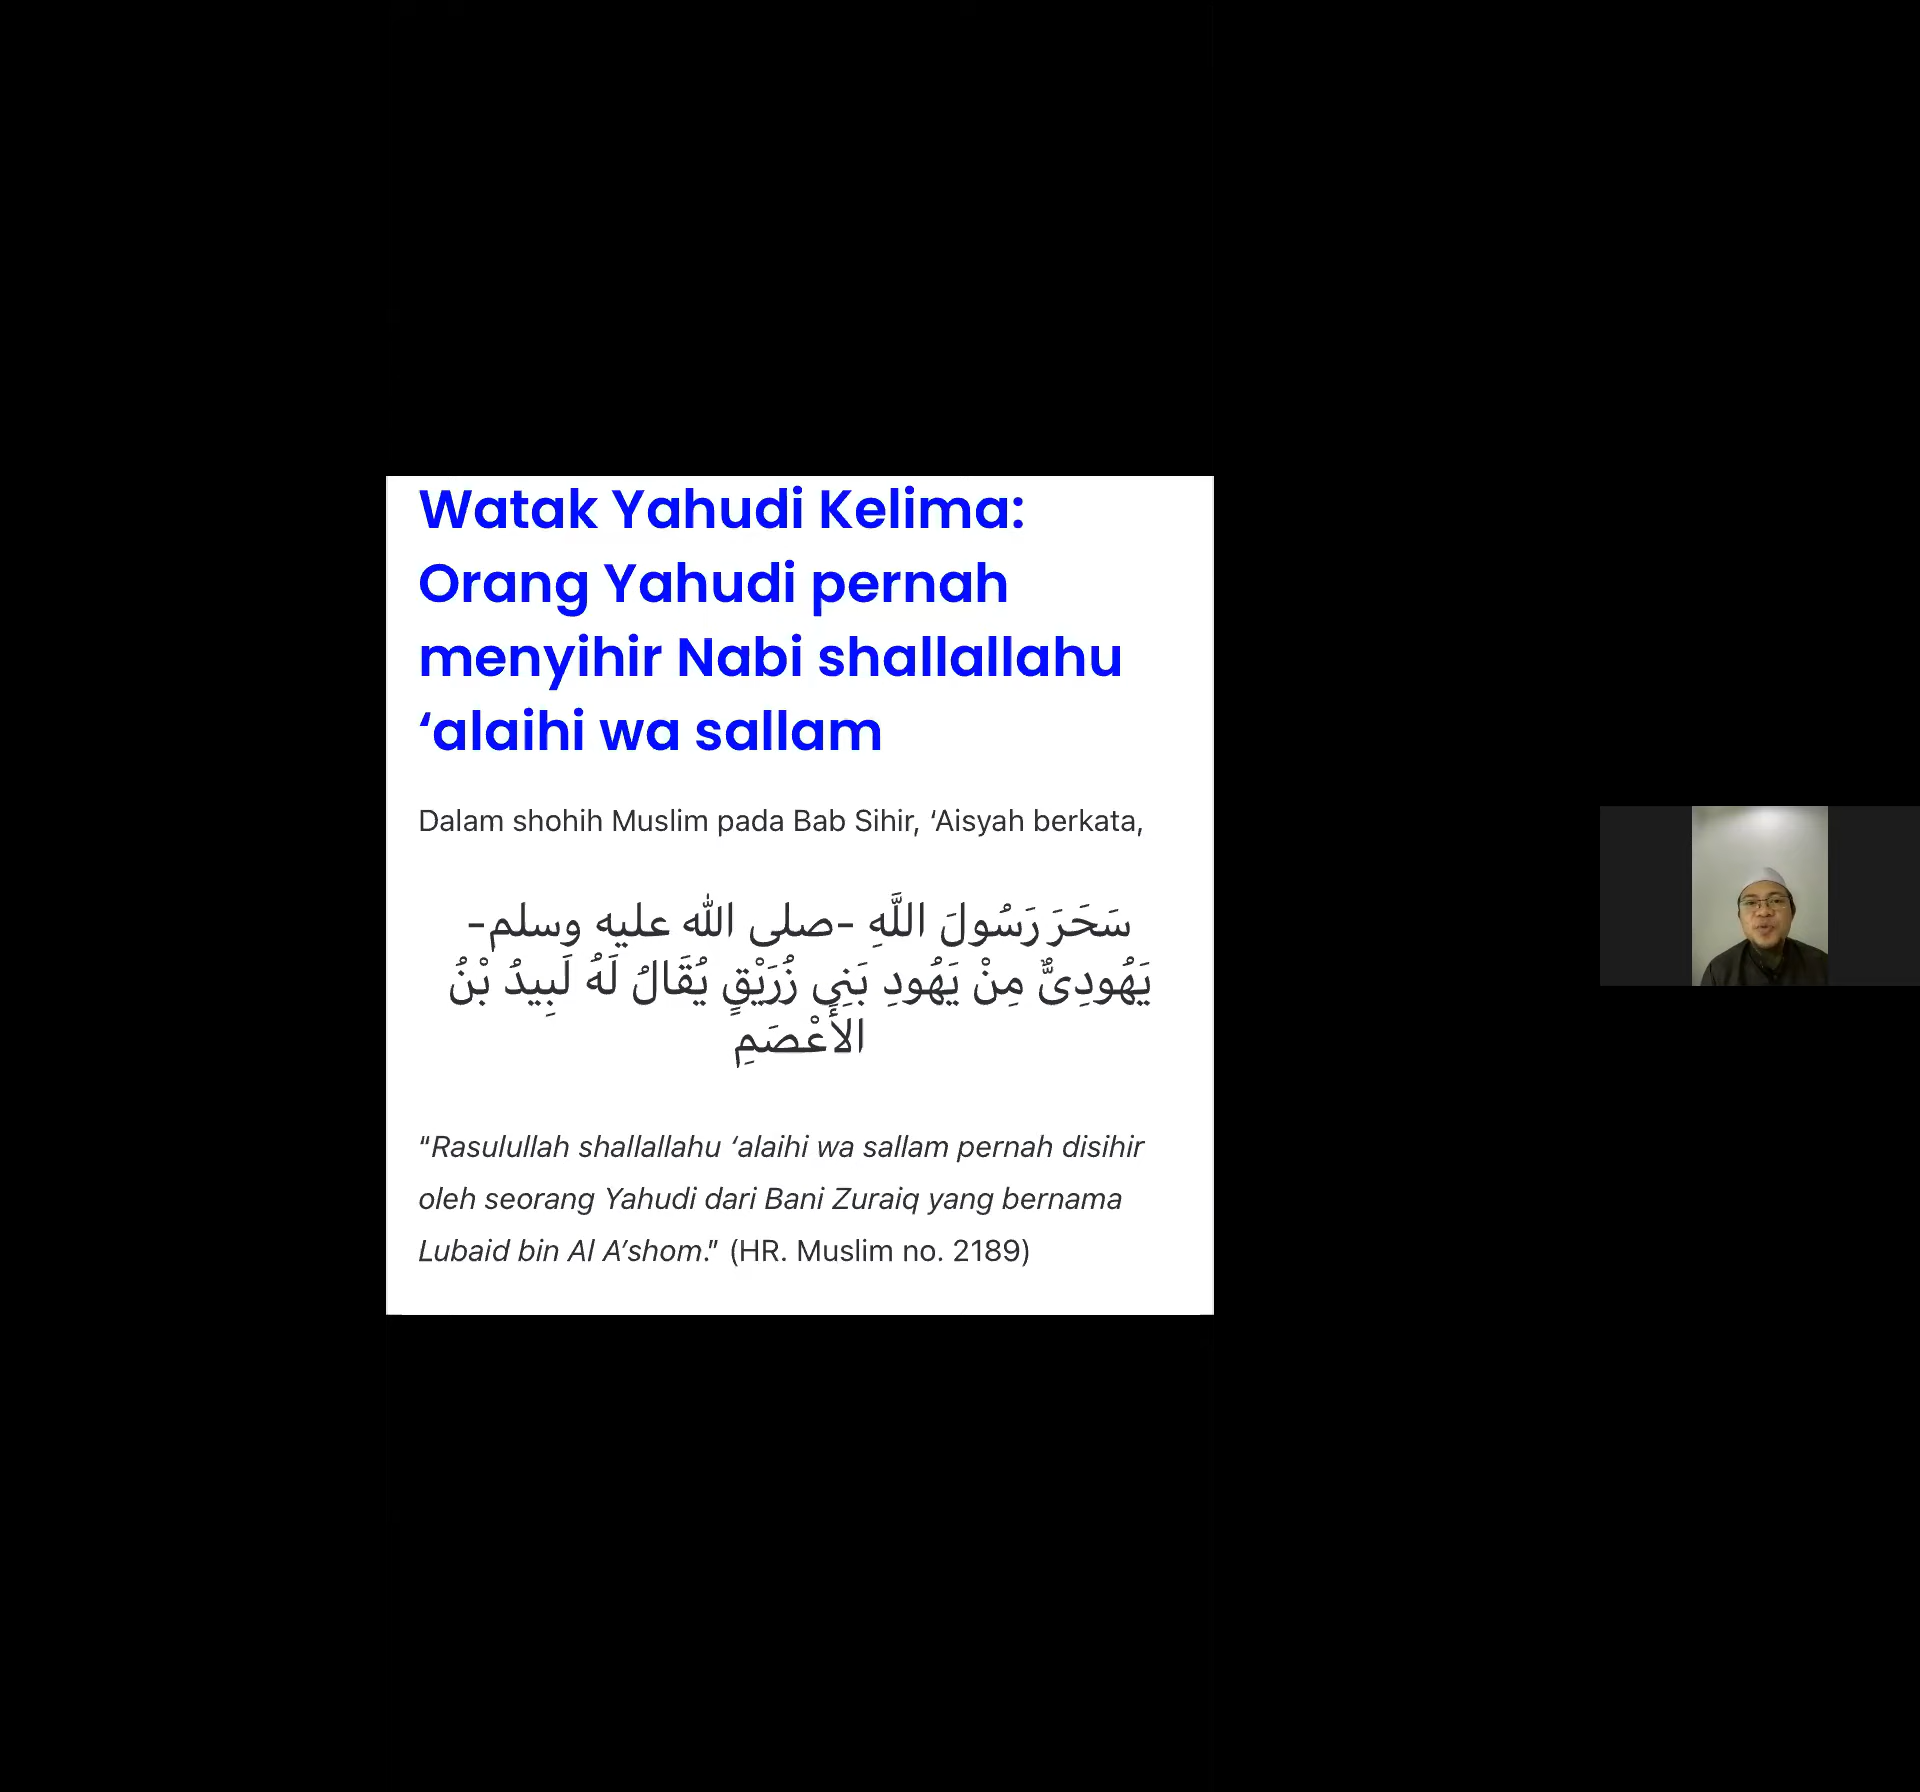 Watak Yahudi Kelima:
Orang Yahudi pernah
menyihir Nabi shallallahu
‘alaihi wa sallam
Dalam shohih Muslim pada Bab Sihir, ‘Aisyah berkata,
سَحَرَ رَسُولَ اللَّهِ -صلى الله عليه وسلم-
يَهُودِىٌّ مِنْ يَهُودِ بَنِى زُرَيْقٍ يُقَالُ لَهُ لَبِيدُ بْنُ
الأَعْصَمِ
“Rasulullah shallallahu ‘alaihi wa sallam pernah disihir
oleh seorang Yahudi dari Bani Zuraiq yang bernama
Lubaid bin Al A’shom.” (HR. Muslim no. 2189)